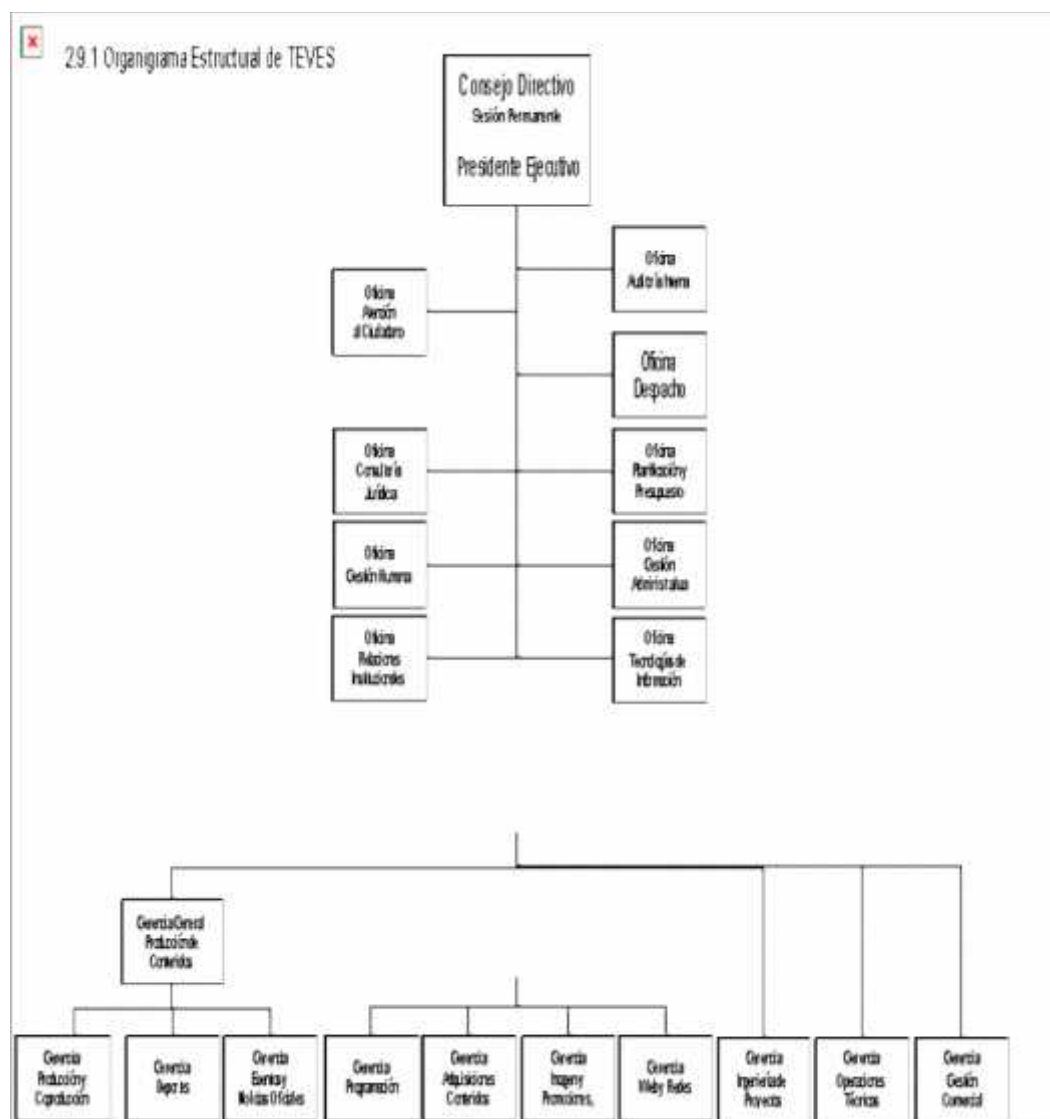 2.9.1 Organigrama Estructural de TEVES
Consejo Directivo
Sesión Permanente
Presidente Ejecutivo
Oficina
Auditoría Interna
Oficina
Atención
al Ciudadano
Oficina
Despacho
Oficina
Consultoría
Jurídica
Oficina
Planificación y
Presupuesto
Oficina
Gestión Humana
Oficina
Gestión
Administrativa
Oficina
Relaciones
Institucionales
Oficina
Tecnología de
Información
Gerencia General
Producción de
Contenidos
Gerencia
Producción y
Coproducción
Gerencia
Deportes
Gerencia
Eventos y
Noticias Oficiales
Gerencia
Programación
Gerencia
Adquisiciones
Contenidos
Gerencia
Imagen y
Promociones,
Gerencia
Web y Redes
Gerencia
Ingeniería de
Proyectos
Gerencia
Operaciones
Técnicas
Gerencia
Gestión
Comercial